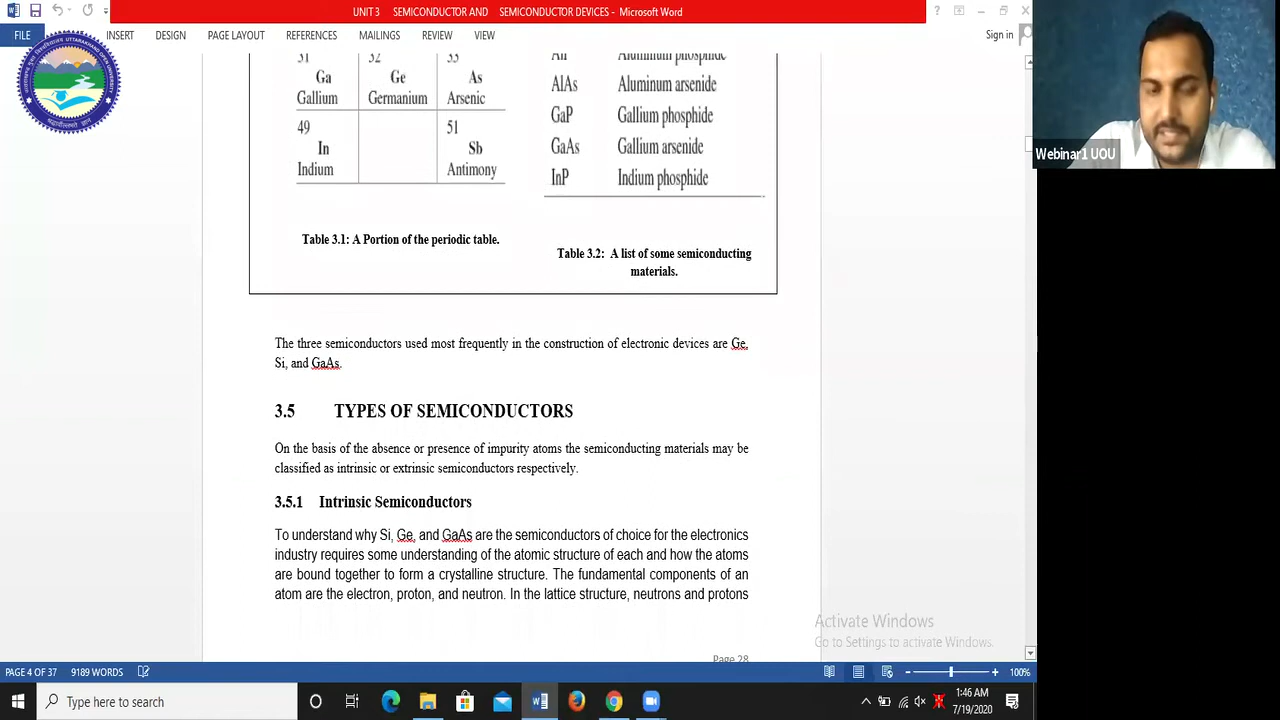 UNIT 3 SEMICONDUCTOR AND SEMICONDUCTOR DEVICES - Microsoft Word
FILE INSERT DESIGN PAGE LAYOUT REFERENCES MAILINGS REVIEW VIEW Sign in
31 32 33
Ga Ge As
Gallium Germanium Arsenic
49 51
In Sb
Indium Antimony
Aluminum phosphide
AlAs Aluminum arsenide
GaP Gallium phosphide
GaAs Gallium arsenide
InP Indium phosphide
Table 3.1: A Portion of the periodic table.
Table 3.2: A list of some semiconducting
materials.
The three semiconductors used most frequently in the construction of electronic devices are Ge,
Si, and GaAs.
3.5 TYPES OF SEMICONDUCTORS
On the basis of the absence or presence of impurity atoms the semiconducting materials may be
classified as intrinsic or extrinsic semiconductors respectively.
3.5.1 Intrinsic Semiconductors
To understand why Si, Ge, and GaAs are the semiconductors of choice for the electronics
industry requires some understanding of the atomic structure of each and how the atoms
are bound together to form a crystalline structure. The fundamental components of an
atom are the electron, proton, and neutron. In the lattice structure, neutrons and protons
Page 28
Webinar1 UOU
Activate Windows
Go to Settings to activate Windows.
PAGE 4 OF 37 9189 WORDS 100%
Type here to search
1:46 AM
7/19/2020